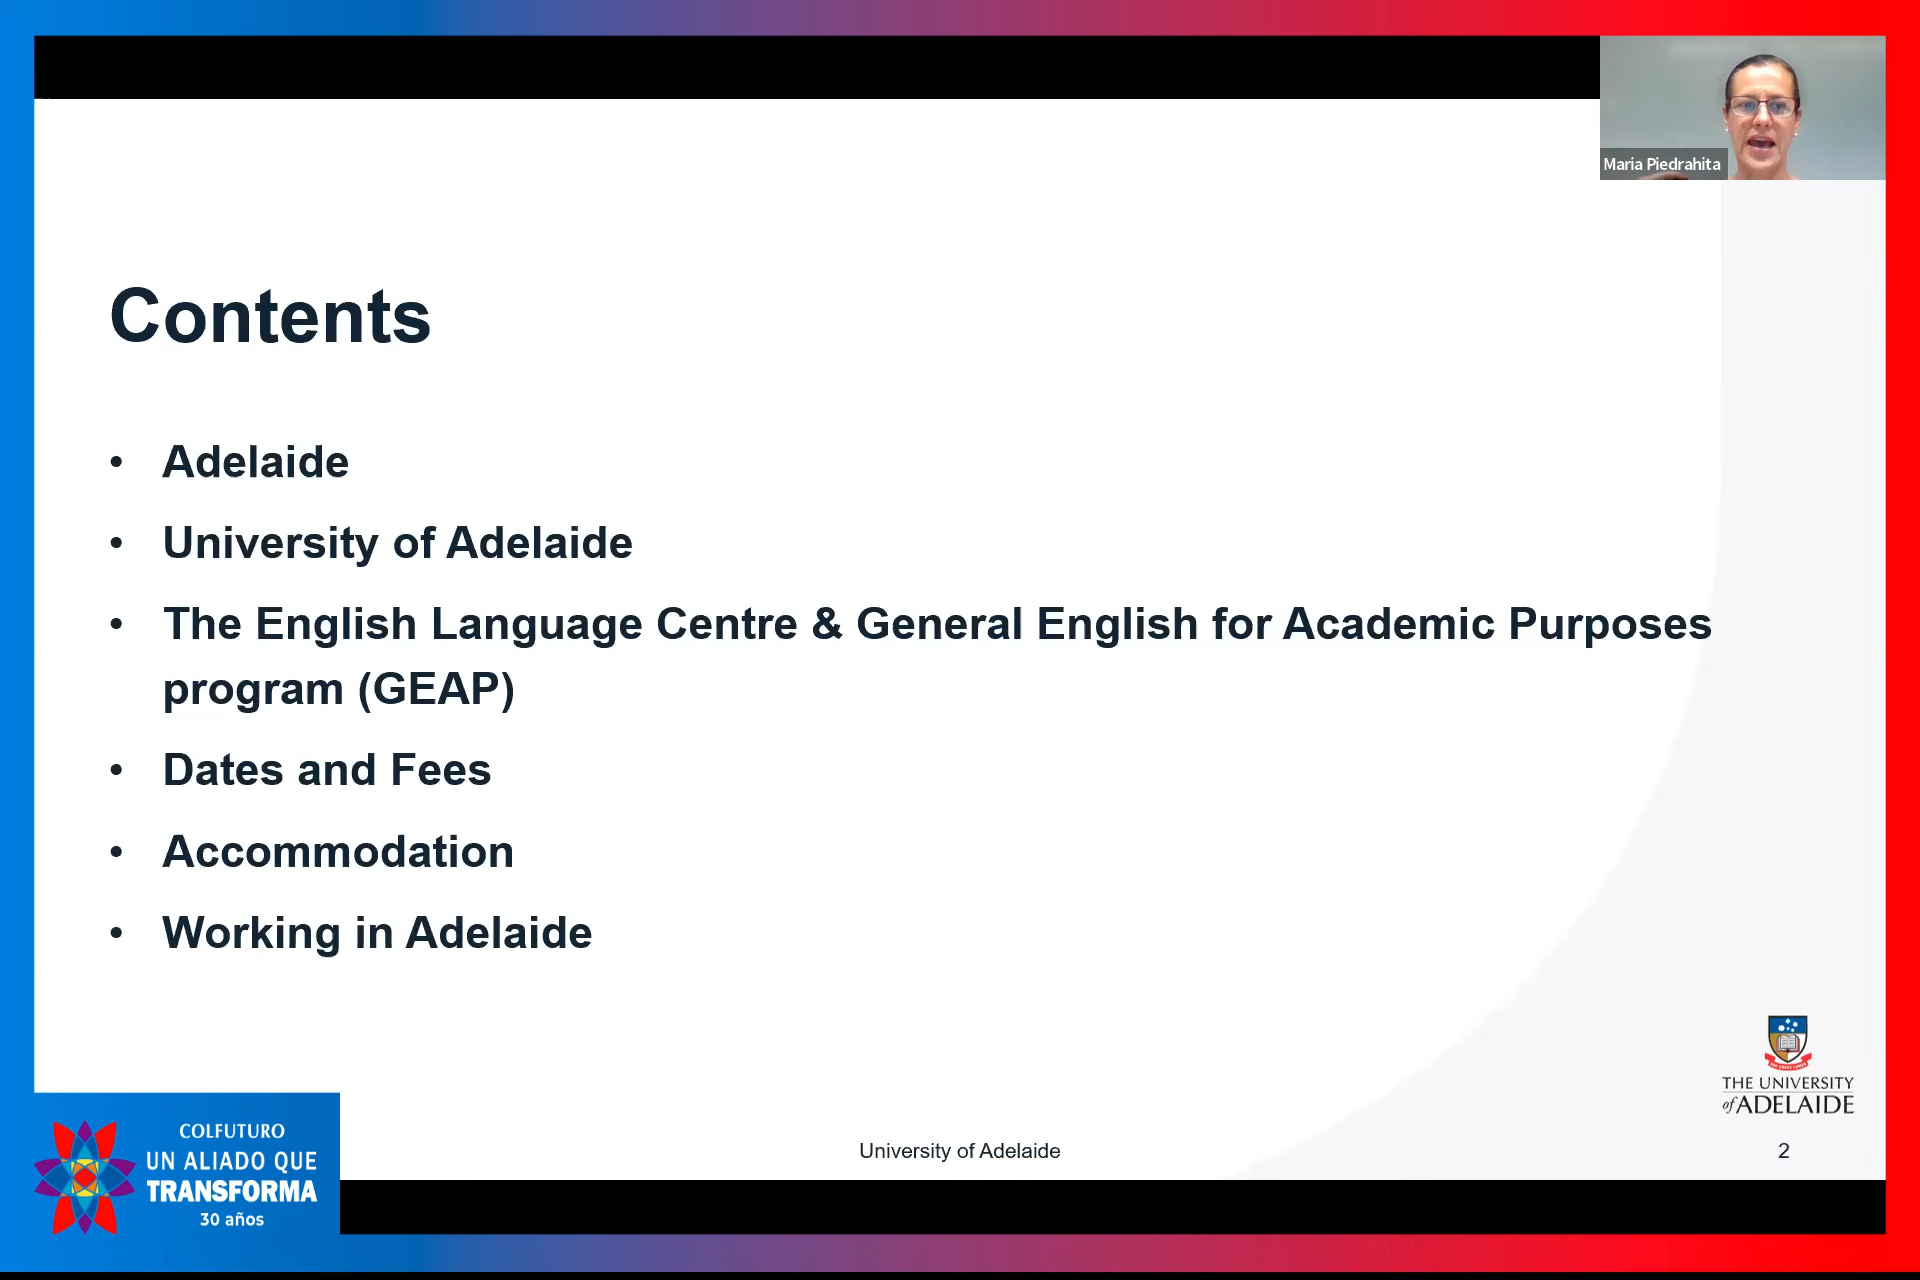 Maria Piedrahita
Contents
• Adelaide
• University of Adelaide
• The English Language Centre & General English for Academic Purposes
program (GEAP)
• Dates and Fees
• Accommodation
• Working in Adelaide
THE UNIVERSITY
of ADELAIDE
COLFUTURO
UN ALIADO QUE
TRANSFORMA
30 años
University of Adelaide
2